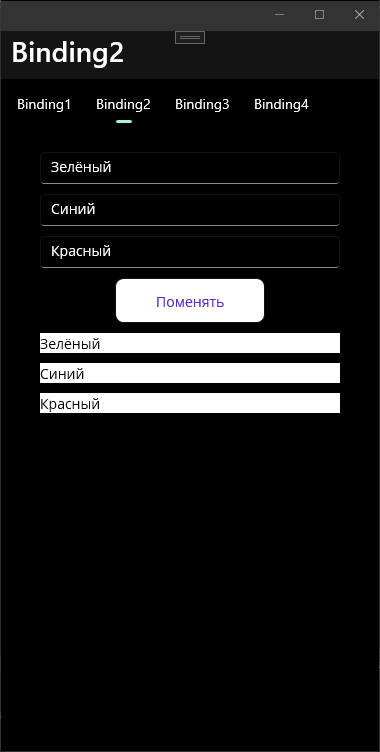 Binding2
Binding1 Binding2 Binding3 Binding4
Зелёный
Синий
Красный
Поменять
Зелёный
Синий
Красный